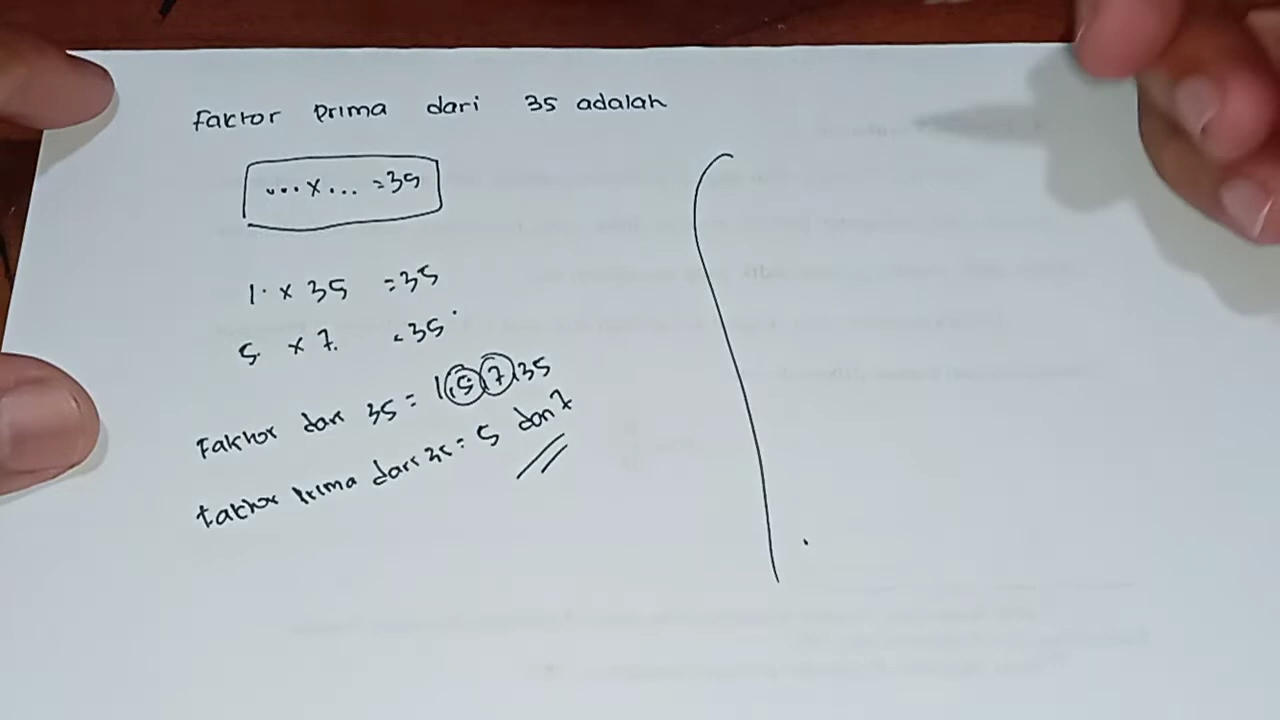 Faktor prima dari 35 adalah
... x ... = 35
1 x 35 = 35
5 x 7 = 35
Faktor dari 35 = 1, 5, 7, 35
faktor prima dari 35 = 5 dan 7